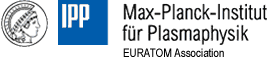 IPP
Max-Planck-Institut
für Plasmaphysik
EURATOM Association